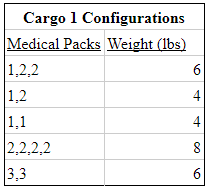 Cargo 1 Configurations
Medical Packs Weight (lbs)
1,2,2 6
1,2 4
1,1 4
2,2,2,2 8
3,3 6